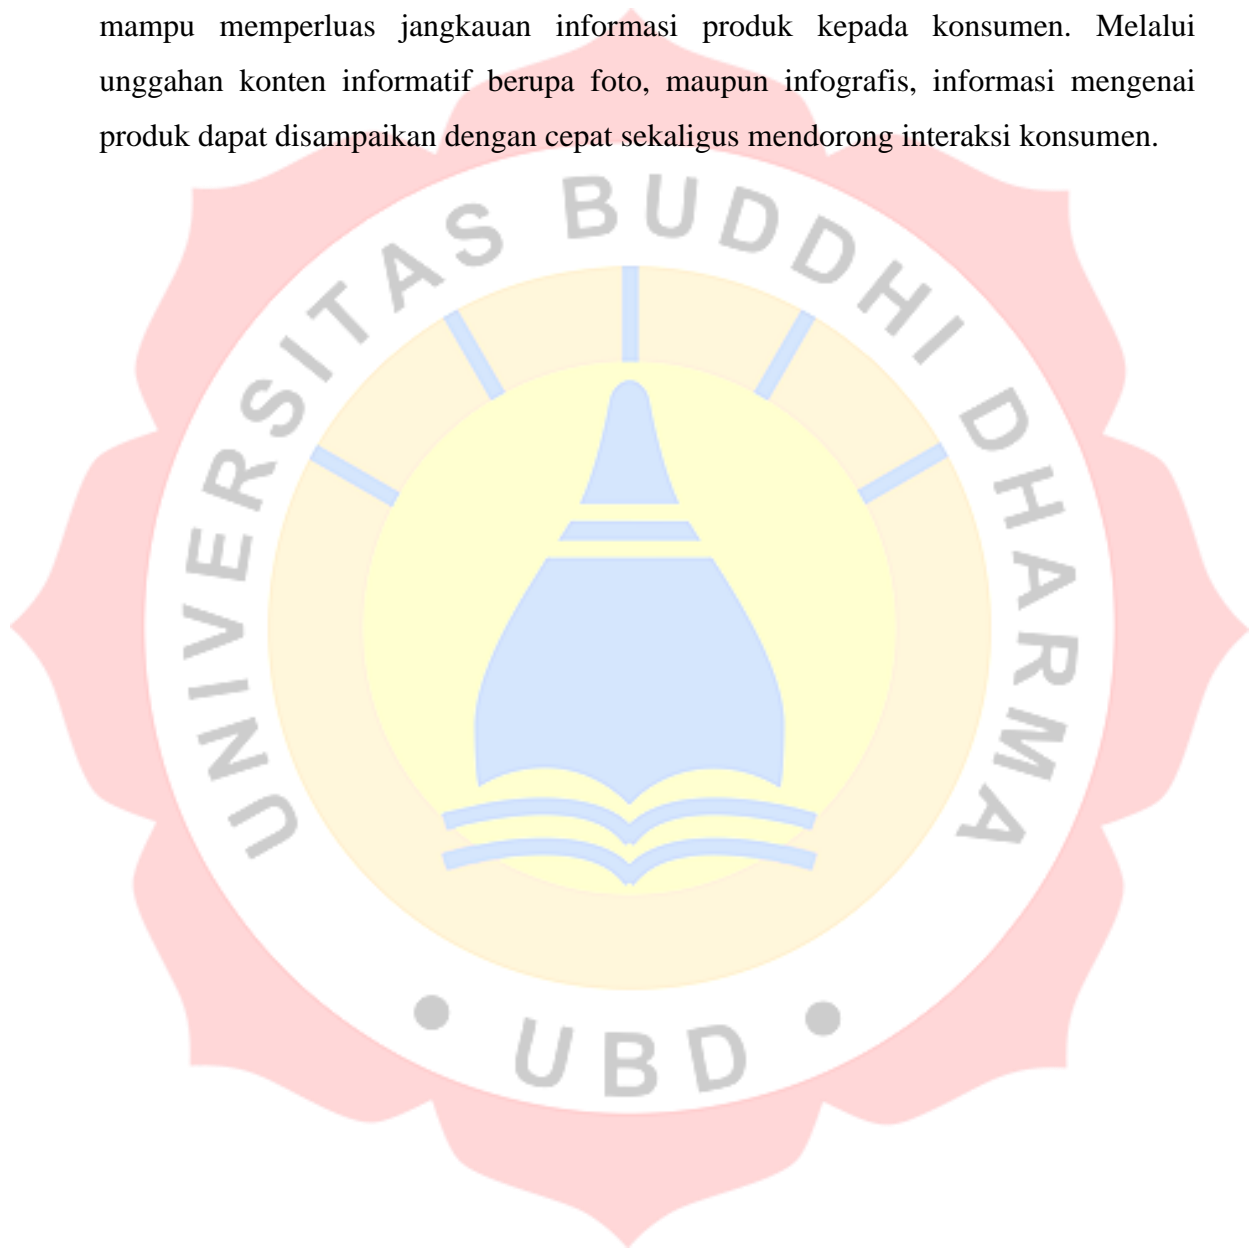 mampu memperluas jangkauan informasi produk kepada konsumen. Melalui
unggahan konten informatif berupa foto, maupun infografis, informasi mengenai
produk dapat disampaikan dengan cepat sekaligus mendorong interaksi konsumen.
UNIVERSITAS BUDDHI DHARMA
• UBD •